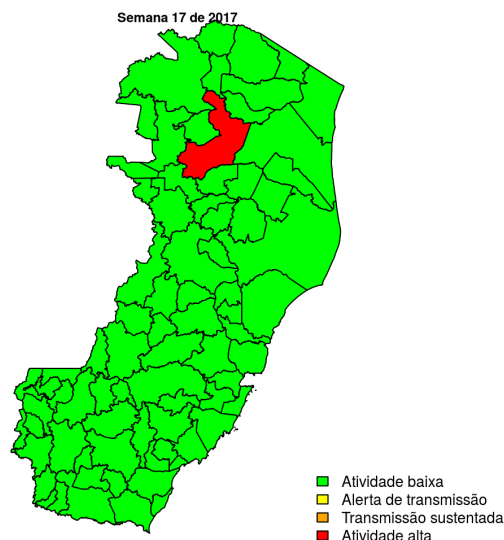 Semana 17 de 2017
Atividade baixa
Alerta de transmissão
Transmissão sustentada
Atividade alta